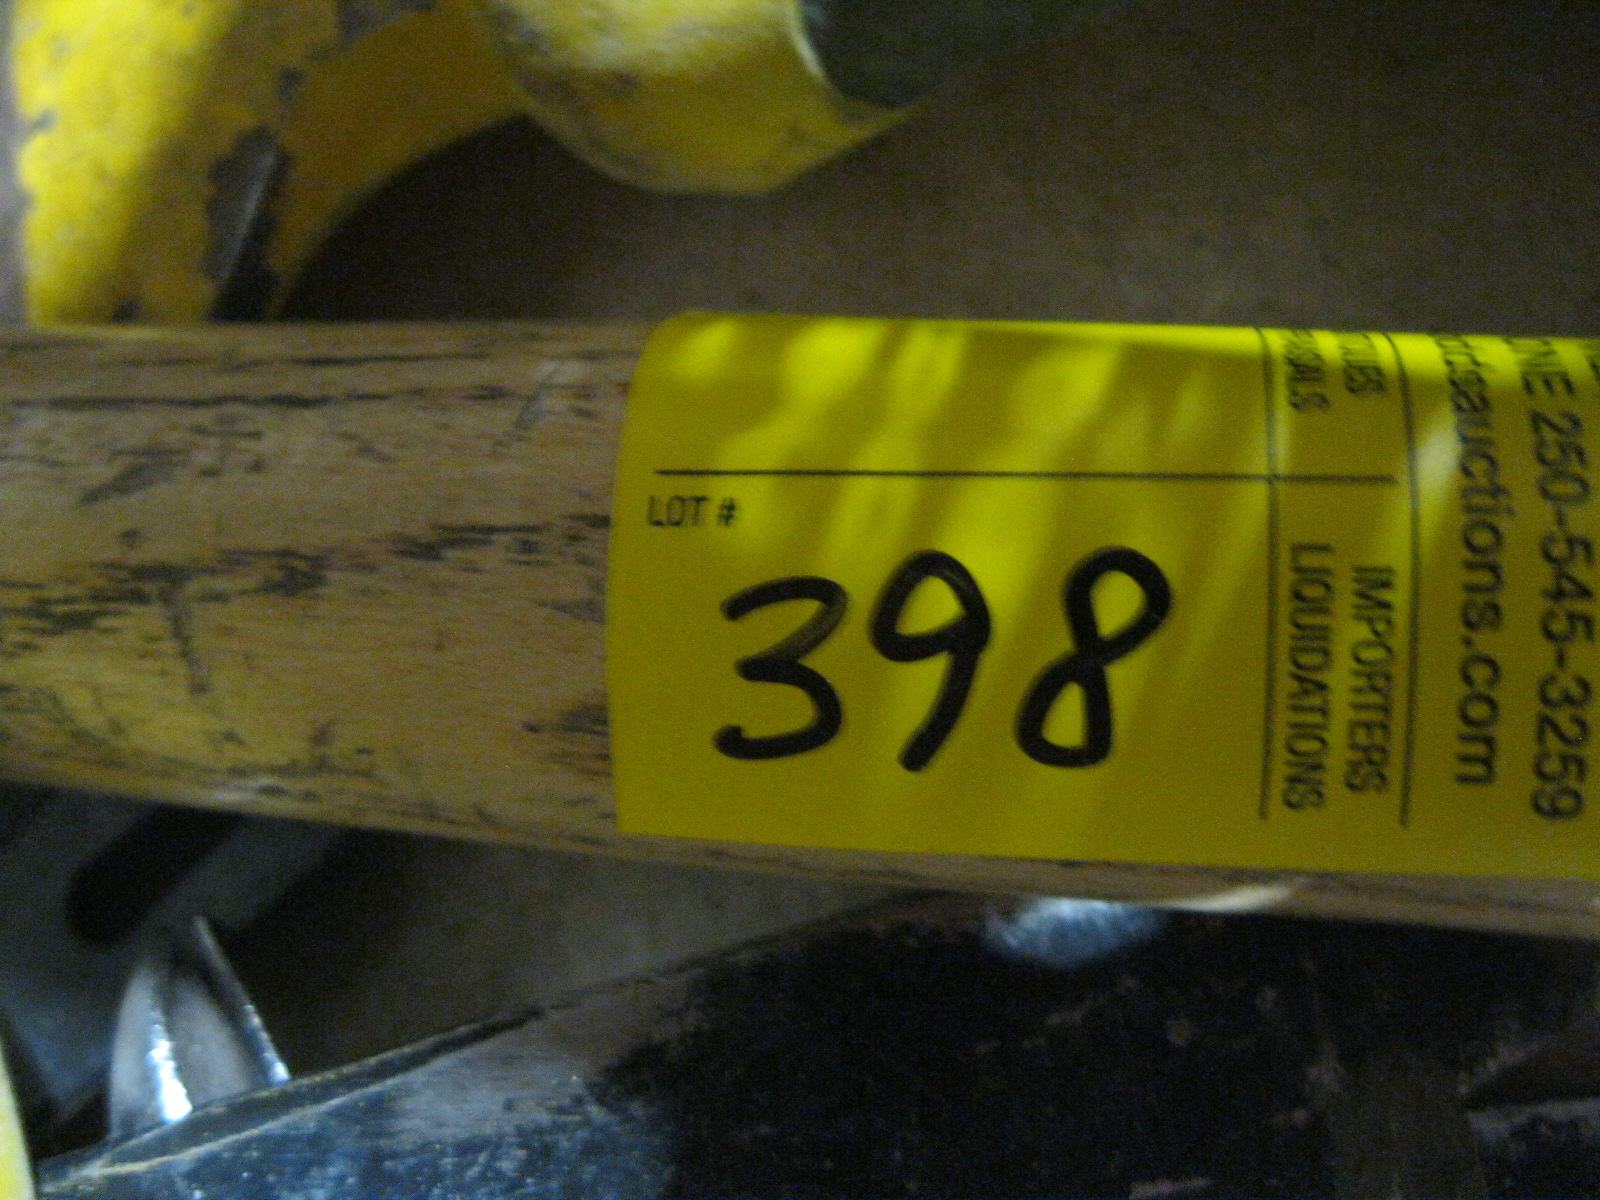 LOT #
398
IMPORTERS
LIQUIDATIONS
auctions.com
250-545-3259